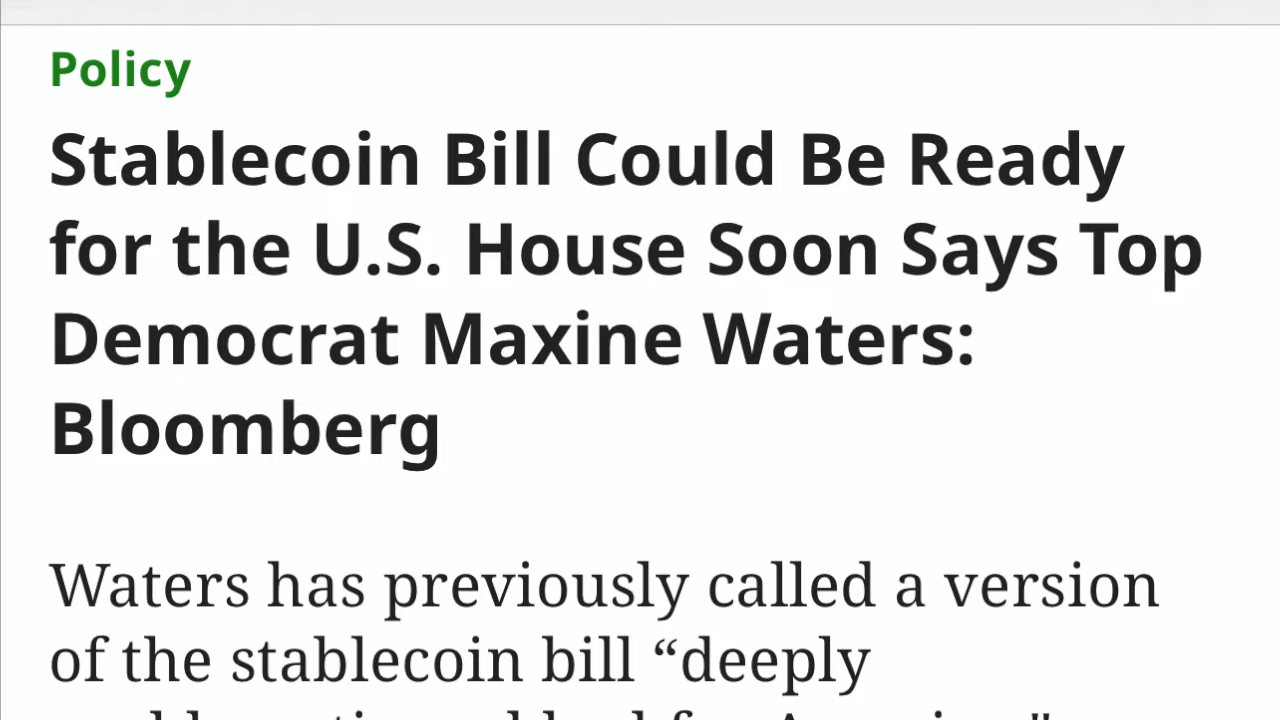 Policy
Stablecoin Bill Could Be Ready
for the U.S. House Soon Says Top
Democrat Maxine Waters:
Bloomberg
Waters has previously called a version
of the stablecoin bill “deeply